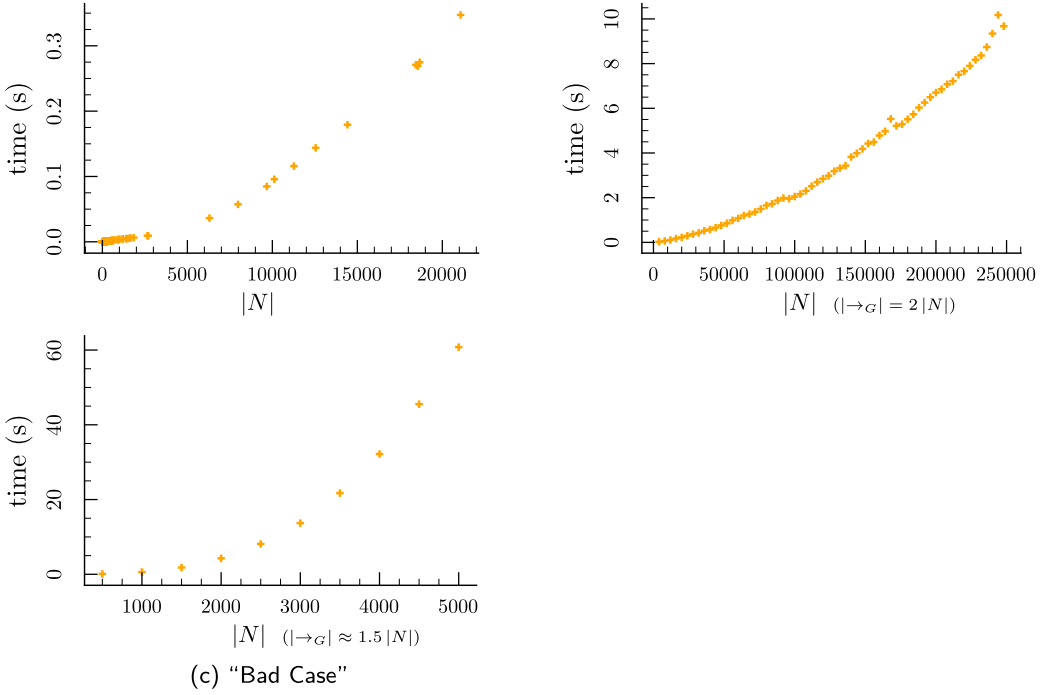 time (s)
0.3
0.2
0.1
0.0
0 5000 10000 15000 20000
|N|
time (s)
10
8
6
4
2
0
0 50000 100000 150000 200000 250000
|N| (|→G| = 2 |N|)
time (s)
60
40
20
0
1000 2000 3000 4000 5000
|N| (|→G| ≈ 1.5 |N|)
(c) “Bad Case”